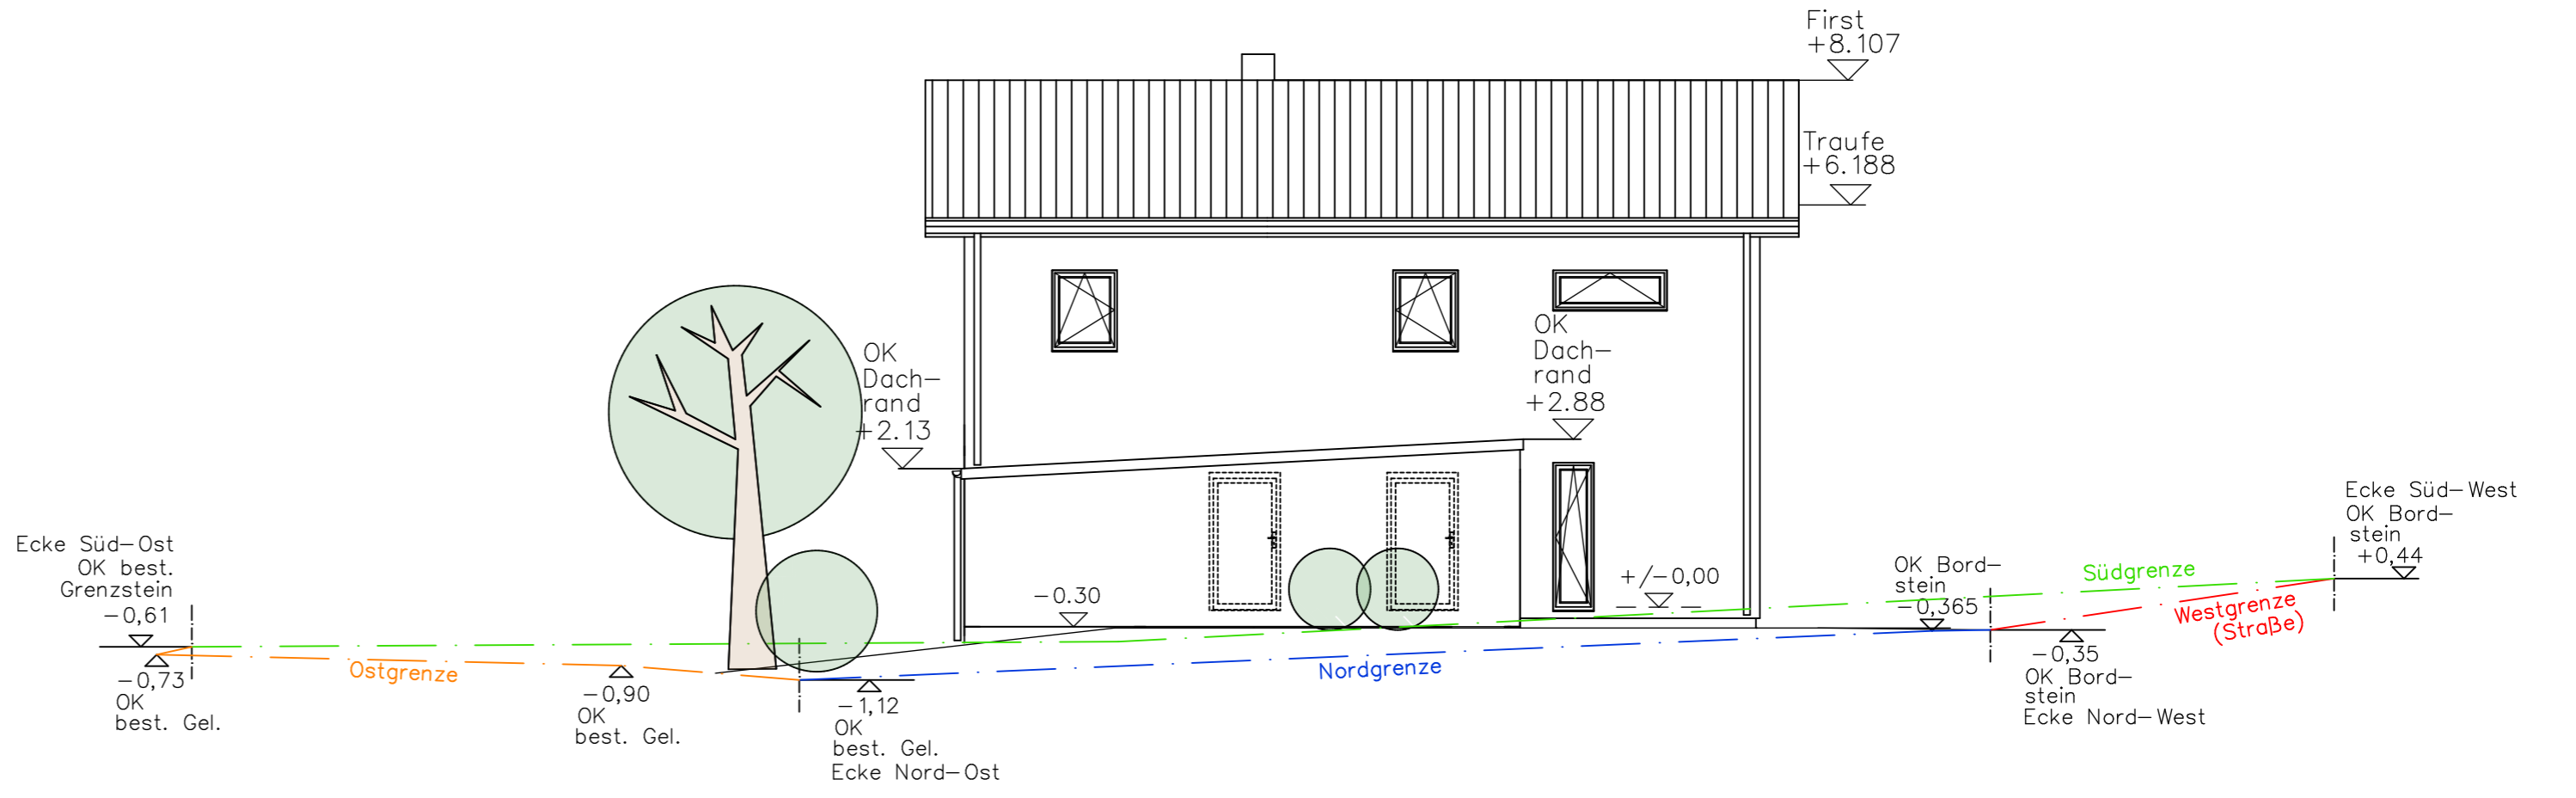 First
+8.107
Traufe
+6.188
OK
Dach-
rand
+2.13
OK
Dach-
rand
+2.88
Ecke Süd-Ost
OK best.
Grenzstein
-0,61
-0,73
OK
best. Gel.
Ostgrenze
-0,90
OK
best. Gel.
-1,12
OK
best. Gel.
Ecke Nord-Ost
-0.30
+/-0,00
Nordgrenze
OK Bord-
stein
-0,365
Südgrenze
Westgrenze
(Straße)
-0,35
OK Bord-
stein
Ecke Nord-West
Ecke Süd-West
OK Bord-
stein
+0,44